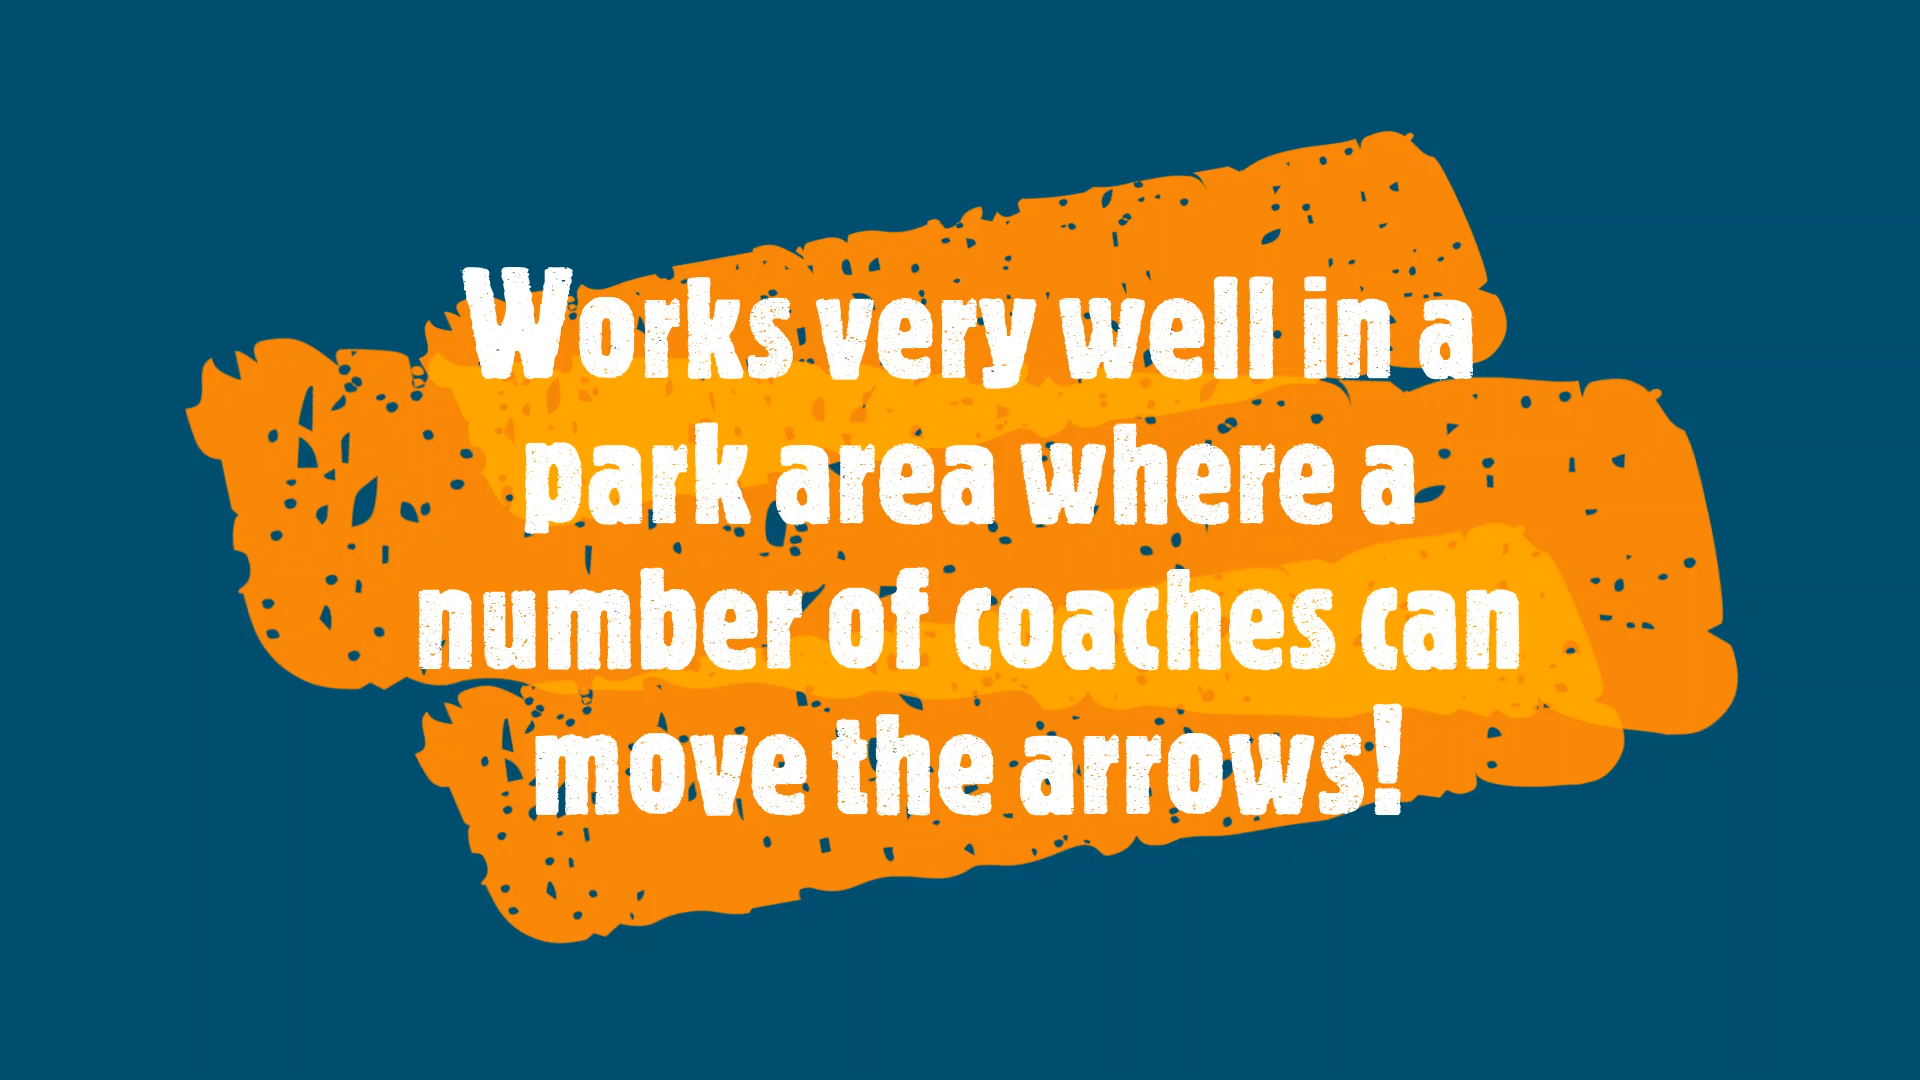 Works very well in a
park area where a
number of coaches can
move the arrows!